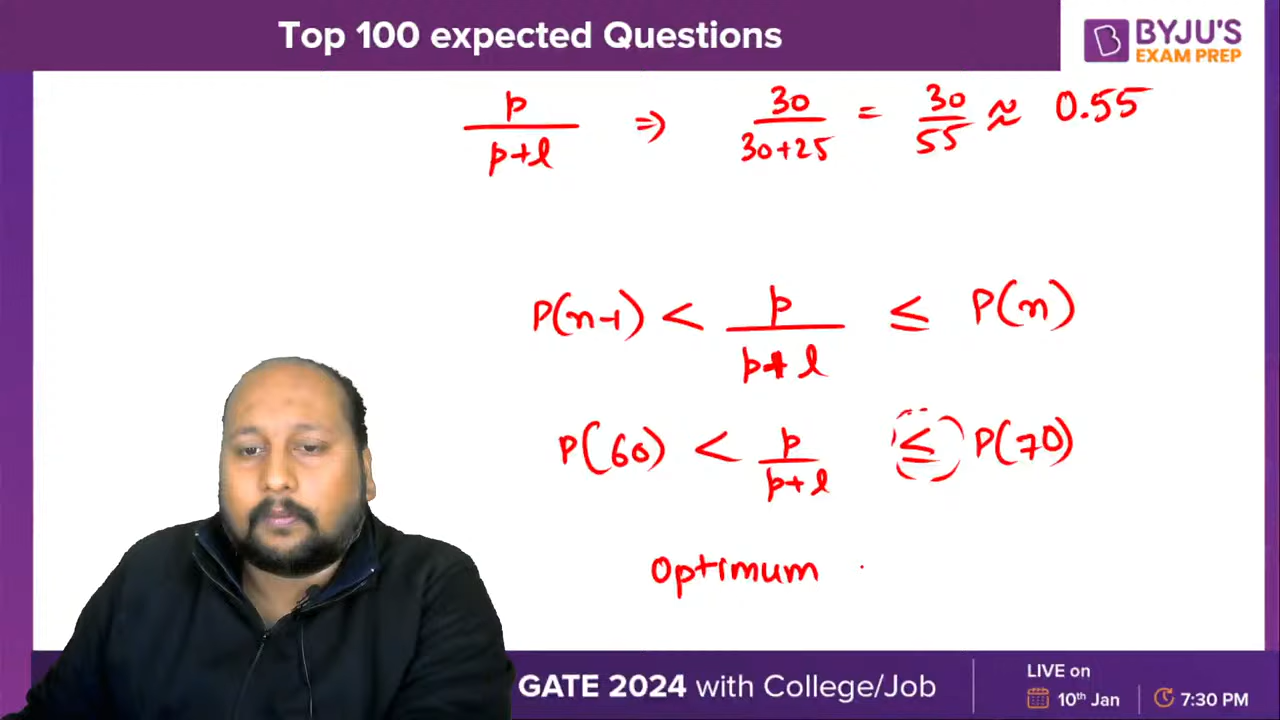 Top 100 expected Questions
BYJU'S
EXAM PREP
p/(p+l) ⇒ 30/(30+25) = 30/55 ≈ 0.55
P(n-1) < p/(p+l) ≤ P(n)
P(60) < p/(p+l) ≤ P(70)
Optimum
GATE 2024 with College/Job
LIVE on
10th Jan
7:30 PM